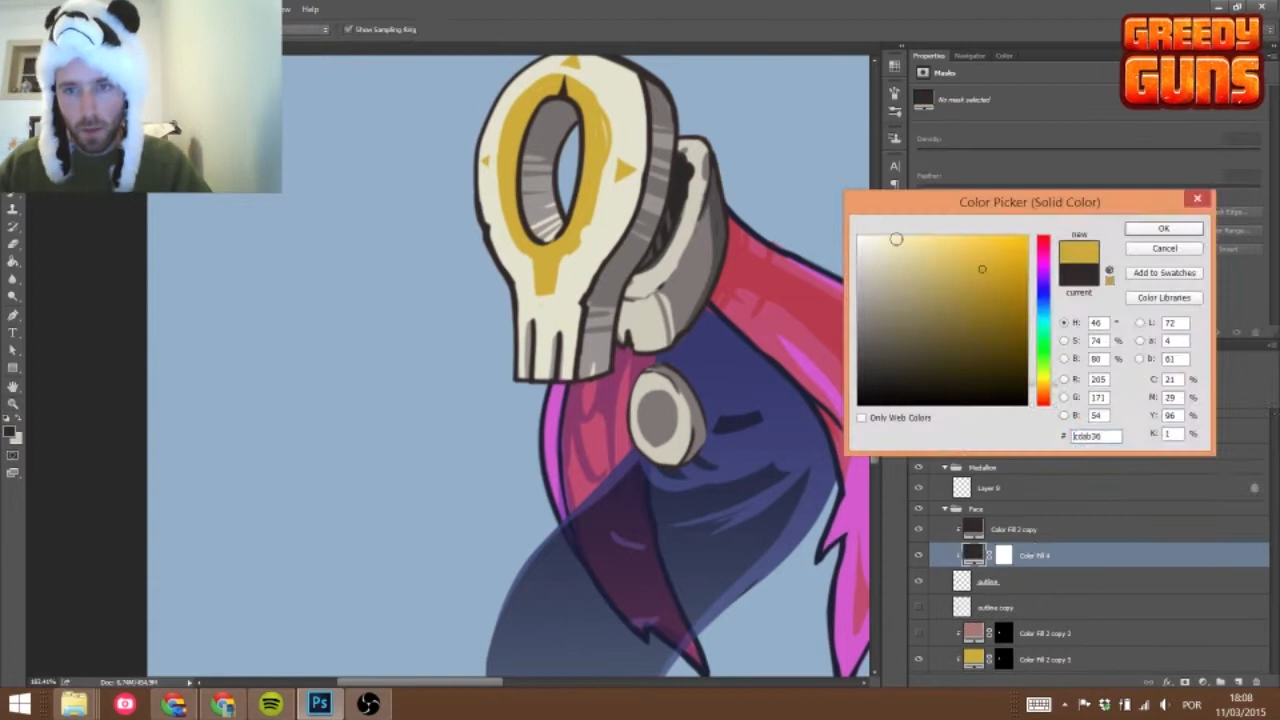 Help
Show Sampling Ring
GREEDY
GUNS
Properties
Navigator
Color
Masks
No mask selected
Density:
Feather:
Color Picker (Solid Color)
new
current
OK
Cancel
Add to Swatches
Color Libraries
H: 46 °
S: 74 %
B: 80 %
R: 205
G: 171
B: 54
L: 72
a: 4
b: 61
C: 21 %
M: 29 %
Y: 96 %
K: 1 %
# cdab36
Only Web Colors
Medallion
Layer 9
Face
Color Fill 2 copy
Color Fill 4
outline
outline copy
Color Fill 2 copy 2
Color Fill 2 copy 3
Ps
POR
18:08
11/03/2015